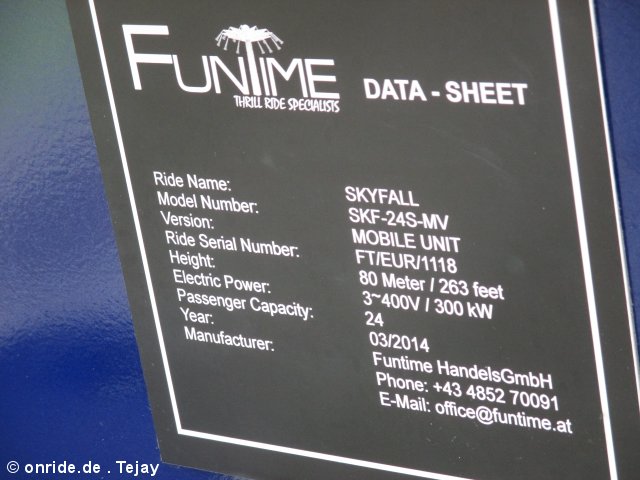 FUNTIME
THRILL RIDE SPECIALISTS
DATA - SHEET
Ride Name: SKYFALL
Model Number: SKF-24S-MV
Version: MOBILE UNIT
Ride Serial Number: FT/EUR/1118
Height: 80 Meter / 263 feet
Electric Power: 3~400V / 300 kW
Passenger Capacity: 24
Year: 03/2014
Manufacturer: Funtime HandelsGmbH
Phone: +43 4852 70091
E-Mail: office@funtime.at
© onride.de . Tejay